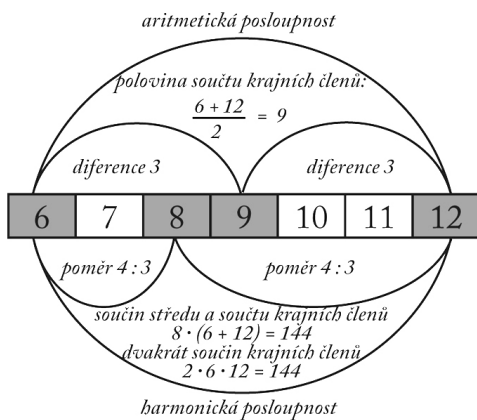 aritmetická posloupnost
polovina součtu krajních členů:
6 + 12
2
= 9
diference 3 diference 3
6 7 8 9 10 11 12
poměr 4 : 3 poměr 4 : 3
součin středu a součtu krajních členů
8 · (6 + 12) = 144
dvakrát součin krajních členů
2 · 6 · 12 = 144
harmonická posloupnost